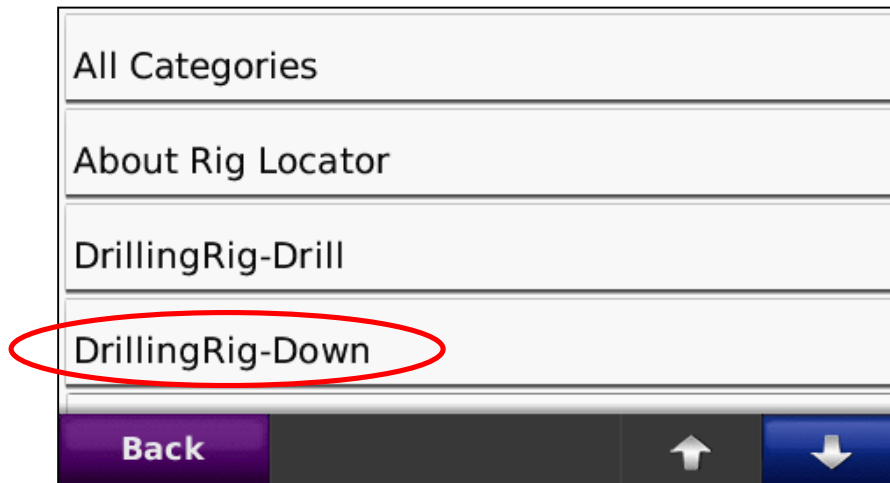 All Categories
About Rig Locator
DrillingRig-Drill
DrillingRig-Down
Back